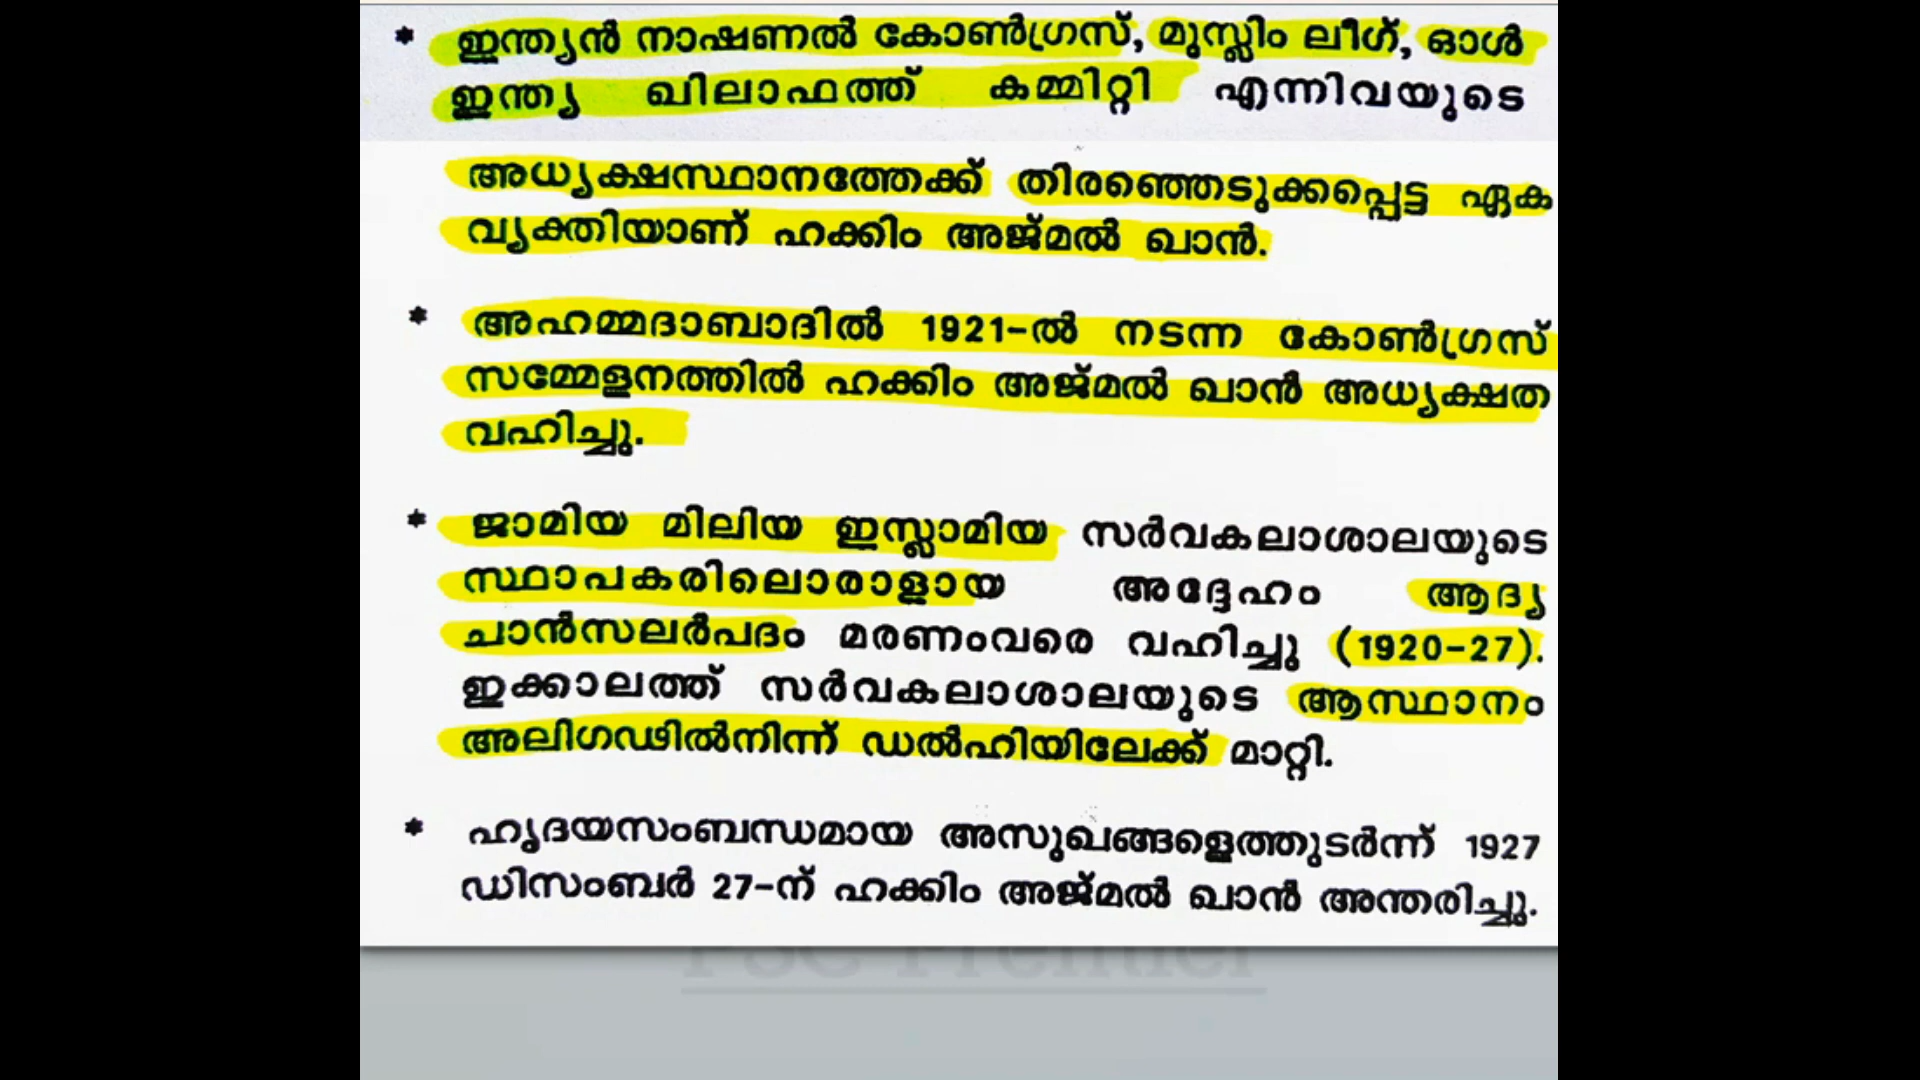 * ഇന്ത്യൻ നാഷണൽ കോൺഗ്രസ്, മുസ്ലിം ലീഗ്, ഓൾ
ഇന്ത്യ ഖിലാഫത്ത് കമ്മിറ്റി എന്നിവയുടെ
അധ്യക്ഷസ്ഥാനത്തേക്ക് തിരഞ്ഞെടുക്കപ്പെട്ട ഏക
വ്യക്തിയാണ് ഹക്കിം അജ്മൽ ഖാൻ.
* അഹമ്മദാബാദിൽ 1921-ൽ നടന്ന കോൺഗ്രസ്
സമ്മേളനത്തിൽ ഹക്കിം അജ്മൽ ഖാൻ അധ്യക്ഷത
വഹിച്ചു.
* ജാമിയ മിലിയ ഇസ്ലാമിയ സർവകലാശാലയുടെ
സ്ഥാപകരിലൊരാളായ അദ്ദേഹം ആദ്യ
ചാൻസലർപദം മരണംവരെ വഹിച്ചു (1920-27).
ഇക്കാലത്ത് സർവകലാശാലയുടെ ആസ്ഥാനം
അലിഗഢിൽനിന്ന് ഡൽഹിയിലേക്ക് മാറ്റി.
* ഹൃദയസംബന്ധമായ അസുഖങ്ങളെത്തുടർന്ന് 1927
ഡിസംബർ 27-ന് ഹക്കിം അജ്മൽ ഖാൻ അന്തരിച്ചു.
PSC Premier